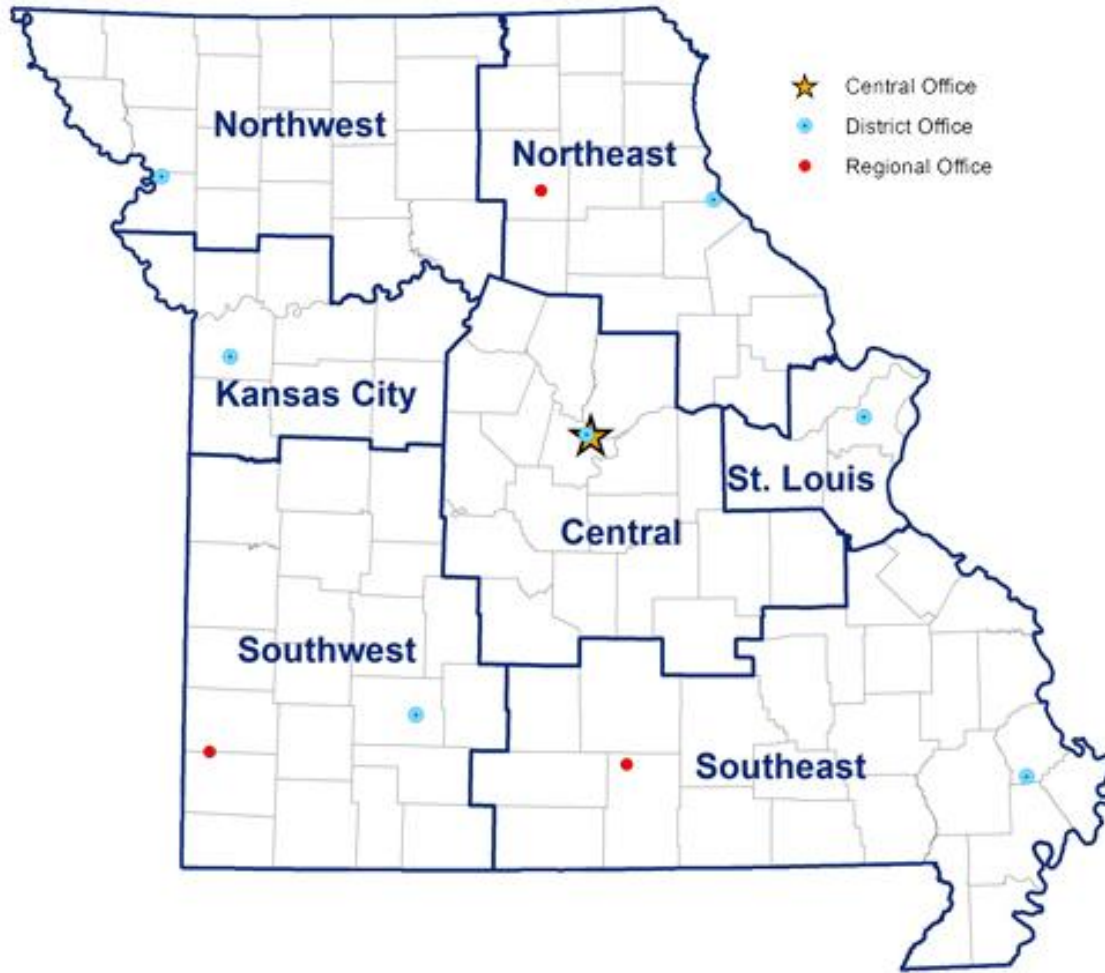 Central Office
District Office
Regional Office
Northwest
Northeast
Kansas City
St. Louis
Central
Southwest
Southeast